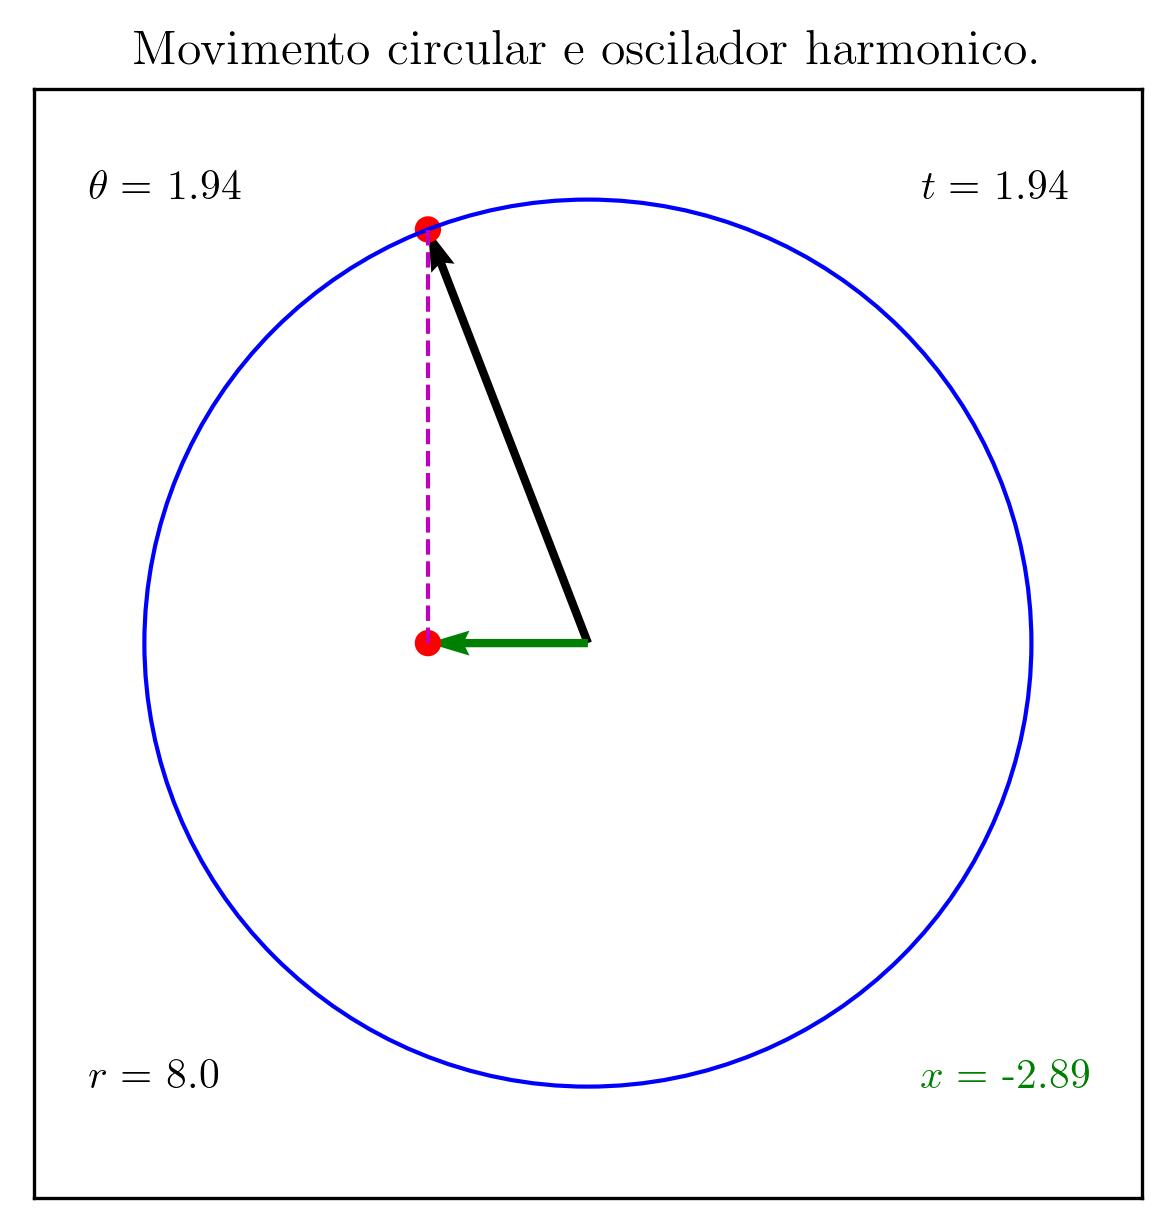 Movimento circular e oscilador harmonico.
θ = 1.94
t = 1.94
r = 8.0
x = -2.89